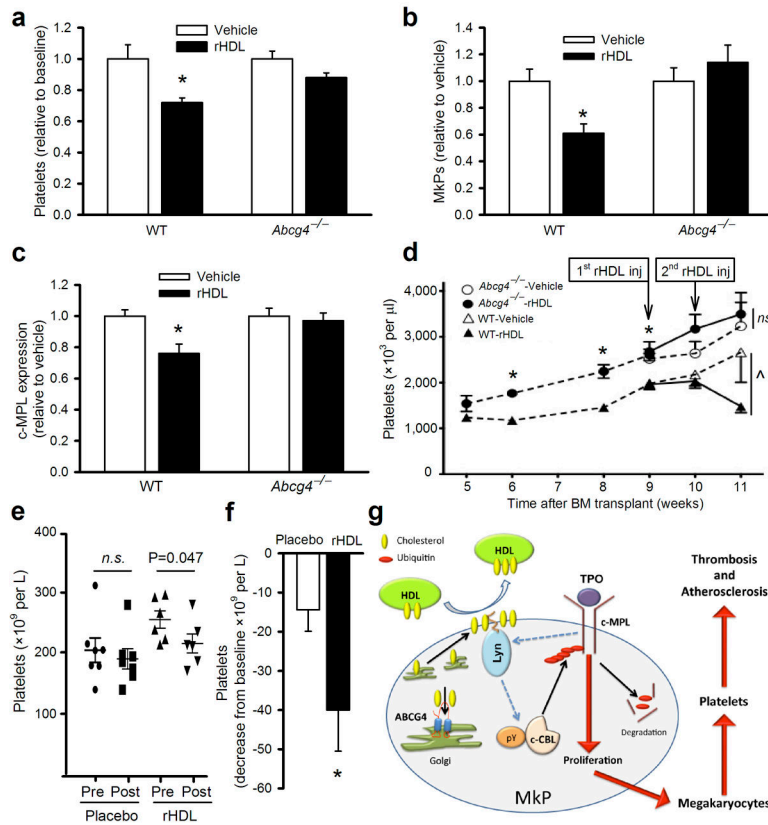 a
Vehicle
rHDL
Platelets (relative to baseline)
1.2
1.0
0.8
0.6
0.4
0.2
0.0
*
WT
Abcg4⁻/⁻
b
Vehicle
rHDL
MkPs (relative to vehicle)
1.4
1.2
1.0
0.8
0.6
0.4
0.2
0.0
*
WT
Abcg4⁻/⁻
c
Vehicle
rHDL
c-MPL expression
(relative to vehicle)
1.2
1.0
0.8
0.6
0.4
0.2
0.0
*
WT
Abcg4⁻/⁻
d
1st rHDL inj
2nd rHDL inj
Abcg4⁻/⁻-Vehicle
Abcg4⁻/⁻-rHDL
WT-Vehicle
WT-rHDL
Platelets (×10³ per µl)
3,000
2,000
1,000
*
*
*
*
ns
^
5 6 7 8 9 10 11
Time after BM transplant (weeks)
e
Platelets (×10⁹ per L)
400
300
200
100
n.s.
P=0.047
Pre Post Pre Post
Placebo rHDL
f
Placebo
rHDL
Platelets
(decrease from baseline ×10⁹ per L)
0
-10
-20
-30
-40
-50
-60
*
g
Cholesterol
Ubiquitin
HDL
HDL
TPO
c-MPL
Lyn
ABCG4
Golgi
pY
c-CBL
Degradation
Proliferation
MkP
Thrombosis
and
Atherosclerosis
Platelets
Megakaryocytes